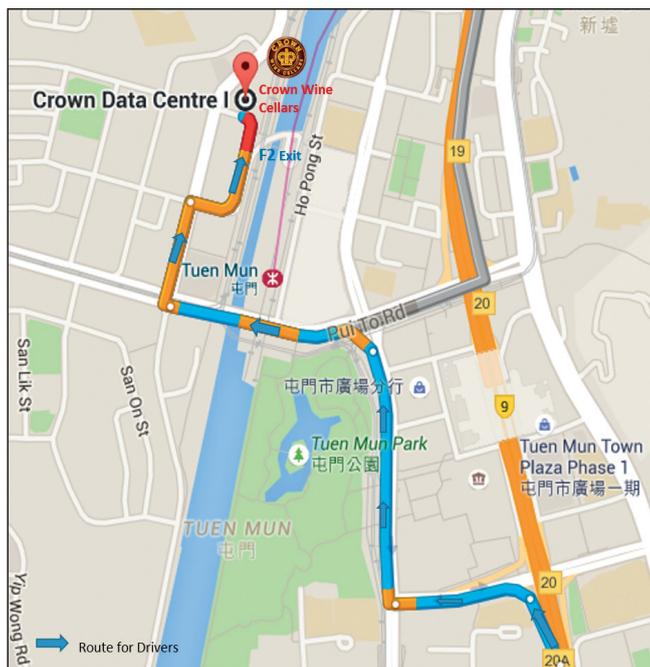 新墟
CROWN
WINE CELLARS
Crown Data Centre I
Crown Wine
Cellars
F2 Exit
19
Ho Pong St
Tuen Mun
屯門
20
Pui To Rd
San Lik St
San On St
屯門市廣場分行
9
Tuen Mun Park
屯門公園
Tuen Mun Town
Plaza Phase 1
屯門市廣場一期
TUEN MUN
屯門
20
Yip Wong Rd
Route for Drivers
20A